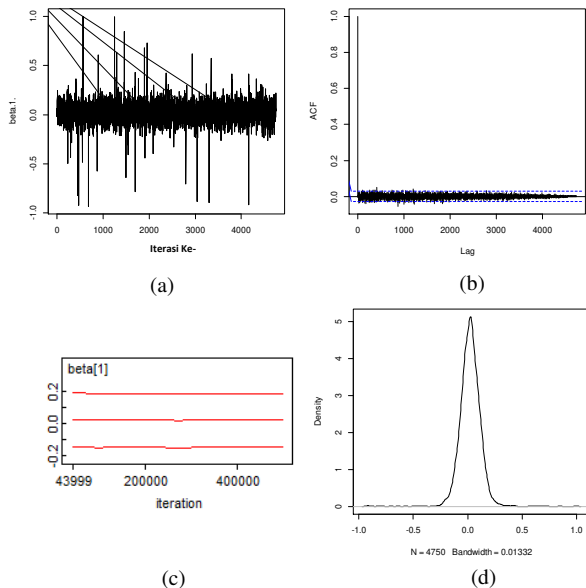 beta.1.
-1.0 -0.5 0.0 0.5 1.0
0 1000 2000 3000 4000
Iterasi Ke-
(a)
ACF
0.0 0.2 0.4 0.6 0.8 1.0
0 1000 2000 3000 4000
Lag
(b)
beta[1]
-0.2 0.0 0.2
43999 200000 400000
iteration
(c)
Density
0 1 2 3 4 5
-1.0 -0.5 0.0 0.5 1.0
N = 4750 Bandwidth = 0.01332
(d)